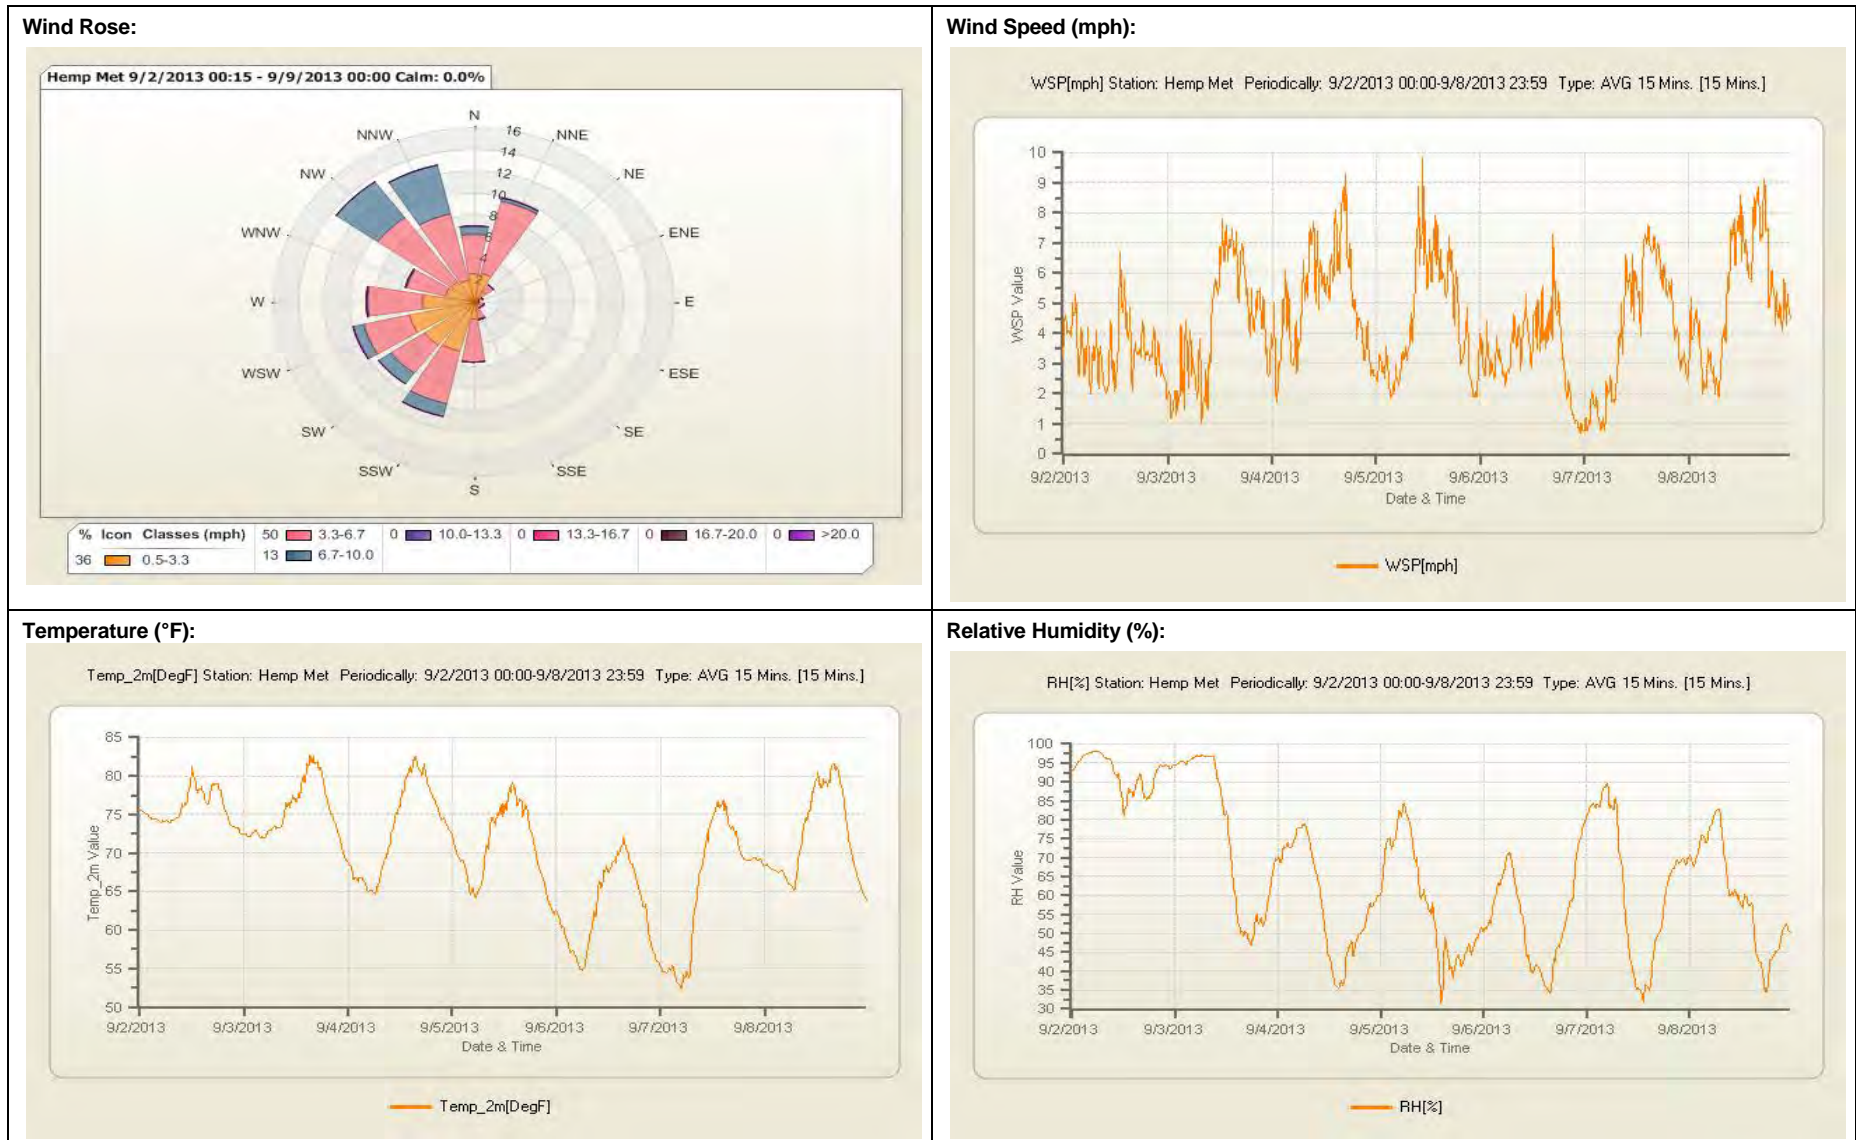 Wind Rose:
Hemp Met 9/2/2013 00:15 - 9/9/2013 00:00 Calm: 0.0%
N
NNE
NE
ENE
E
ESE
SE
SSE
S
SSW
SW
WSW
W
WNW
NW
NNW
16
14
12
10
8
6
4
2
% Icon Classes (mph)
36 0.5-3.3
50 3.3-6.7
13 6.7-10.0
0 10.0-13.3
0 13.3-16.7
0 16.7-20.0
0 >20.0
Wind Speed (mph):
WSP[mph] Station: Hemp Met Periodically: 9/2/2013 00:00-9/8/2013 23:59 Type: AVG 15 Mins. [15 Mins.]
WSP Value
10
9
8
7
6
5
4
3
2
1
0
9/2/2013 9/3/2013 9/4/2013 9/5/2013 9/6/2013 9/7/2013 9/8/2013
Date & Time
WSP[mph]
Temperature (°F):
Temp_2m[DegF] Station: Hemp Met Periodically: 9/2/2013 00:00-9/8/2013 23:59 Type: AVG 15 Mins. [15 Mins.]
Temp_2m Value
85
80
75
70
65
60
55
50
9/2/2013 9/3/2013 9/4/2013 9/5/2013 9/6/2013 9/7/2013 9/8/2013
Date & Time
Temp_2m[DegF]
Relative Humidity (%):
RH[%] Station: Hemp Met Periodically: 9/2/2013 00:00-9/8/2013 23:59 Type: AVG 15 Mins. [15 Mins.]
RH Value
100
95
90
85
80
75
70
65
60
55
50
45
40
35
30
9/2/2013 9/3/2013 9/4/2013 9/5/2013 9/6/2013 9/7/2013 9/8/2013
Date & Time
RH[%]